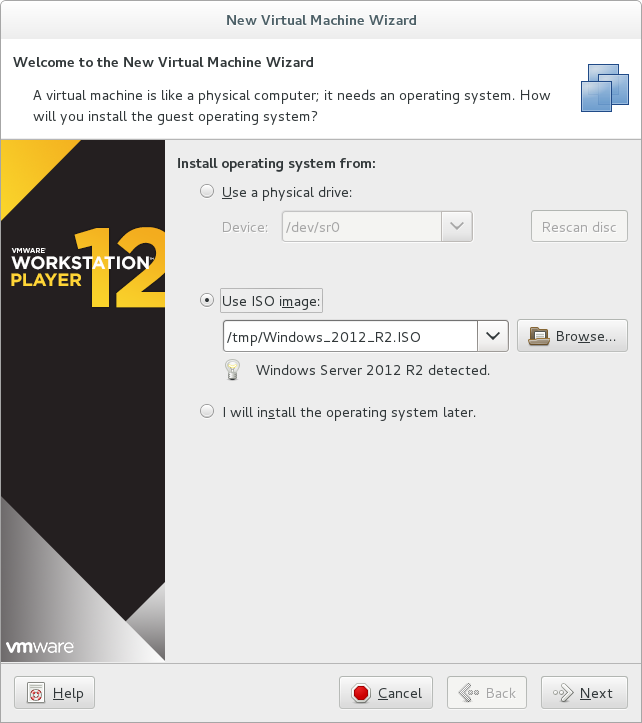 New Virtual Machine Wizard
Welcome to the New Virtual Machine Wizard
A virtual machine is like a physical computer; it needs an operating system. How
will you install the guest operating system?
Install operating system from:
Use a physical drive:
Device: /dev/sr0 Rescan disc
VMWARE
WORKSTATION™ 12
PLAYER
Use ISO image:
/tmp/Windows_2012_R2.ISO Browse...
Windows Server 2012 R2 detected.
I will install the operating system later.
vmware
Help Cancel Back Next